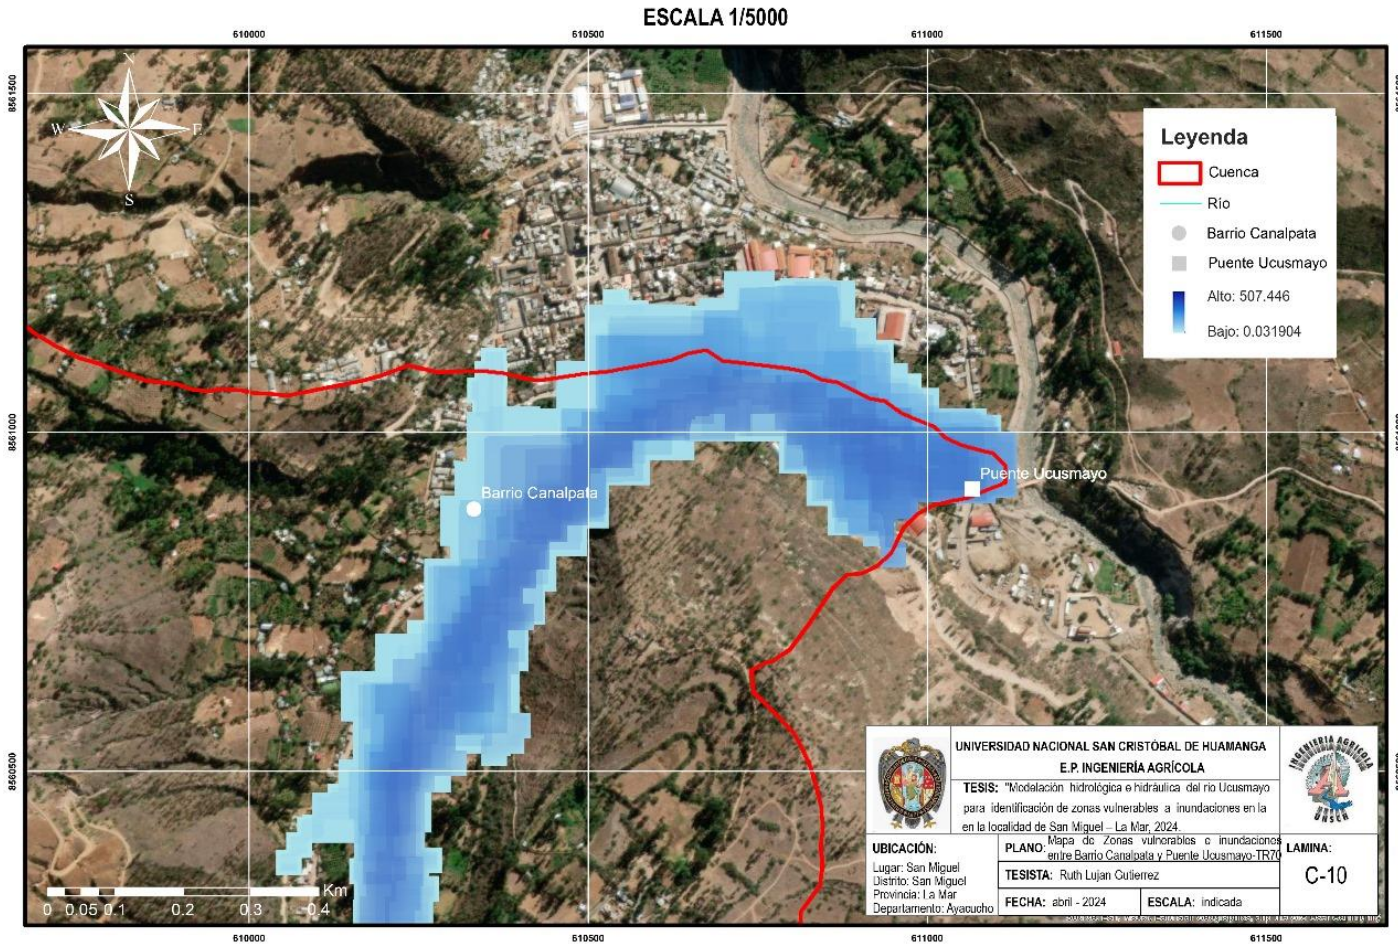 ESCALA 1/5000
610000
610500
611000
611500
8561500
8561000
8560500
N
W
E
S
Leyenda
Cuenca
Río
Barrio Canalpata
Puente Ucusmayo
Alto: 507.446
Bajo: 0.031904
Barrio Canalpata
Puente Ucusmayo
Km
0 0.05 0.1 0.2 0.3 0.4
UNIVERSIDAD NACIONAL SAN CRISTÓBAL DE HUAMANGA
E.P. INGENIERÍA AGRÍCOLA
TESIS: "Modelación hidrológica e hidráulica del río Ucusmayo
para identificación de zonas vulnerables a inundaciones en la
en la localidad de San Miguel – La Mar, 2024.
INGENIERIA AGRICOLA
UNSCH
UBICACIÓN:
Lugar: San Miguel
Distrito: San Miguel
Provincia: La Mar
Departamento: Ayacucho
PLANO: Mapa de Zonas vulnerables o inundaciones
entre Barrio Canalpata y Puente Ucusmayo-TR70
TESISTA: Ruth Lujan Gutierrez
FECHA: abril - 2024
ESCALA: indicada
LAMINA:
C-10
610000
610500
611000
611500